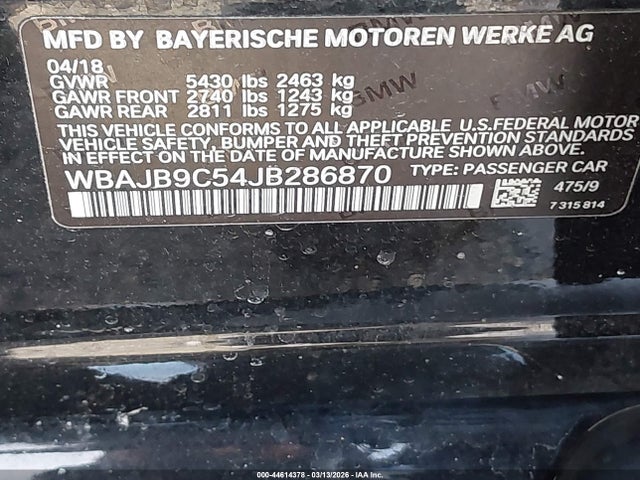 MFD BY BAYERISCHE MOTOREN WERKE AG
04/18
GVWR 5430 lbs 2463 kg
GAWR FRONT 2740 lbs 1243 kg
GAWR REAR 2811 lbs 1275 kg
THIS VEHICLE CONFORMS TO ALL APPLICABLE U.S.FEDERAL MOTOR
VEHICLE SAFETY, BUMPER, AND THEFT PREVENTION STANDARDS
IN EFFECT ON THE DATE OF MANUFACTURE SHOWN ABOVE.
WBAJB9C54JB286870 TYPE: PASSENGER CAR
475/9
7 315 814
000-44614378 - 03/13/2026 - IAA Inc.